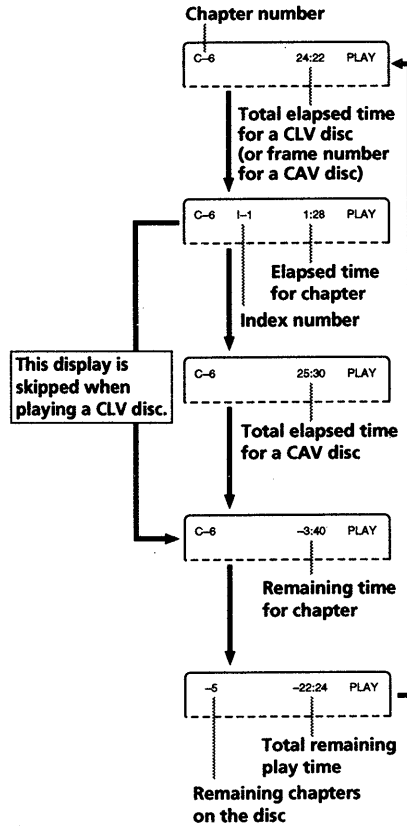 Chapter number
C–6 24:22 PLAY
Total elapsed time
for a CLV disc
(or frame number
for a CAV disc)
C–6 I–1 1:28 PLAY
Elapsed time
for chapter
Index number
This display is
skipped when
playing a CLV disc.
C–6 25:30 PLAY
Total elapsed time
for a CAV disc
C–6 –3:40 PLAY
Remaining time
for chapter
–5 –22:24 PLAY
Total remaining
play time
Remaining chapters
on the disc